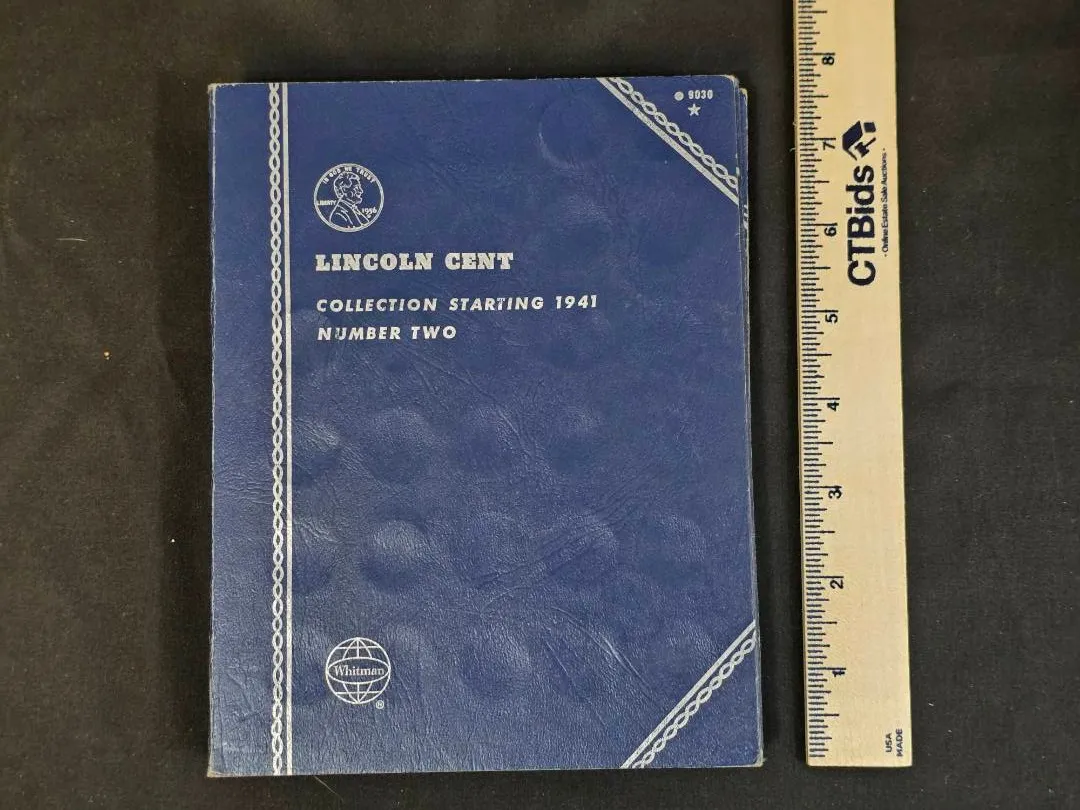 9030
IN GOD WE TRUST
LIBERTY
1956
D
LINCOLN CENT
COLLECTION STARTING 1941
NUMBER TWO
Whitman
®
8
7
6
5
4
3
2
1
CTBids
- Online Estate Sale Auctions -
USA
MADE